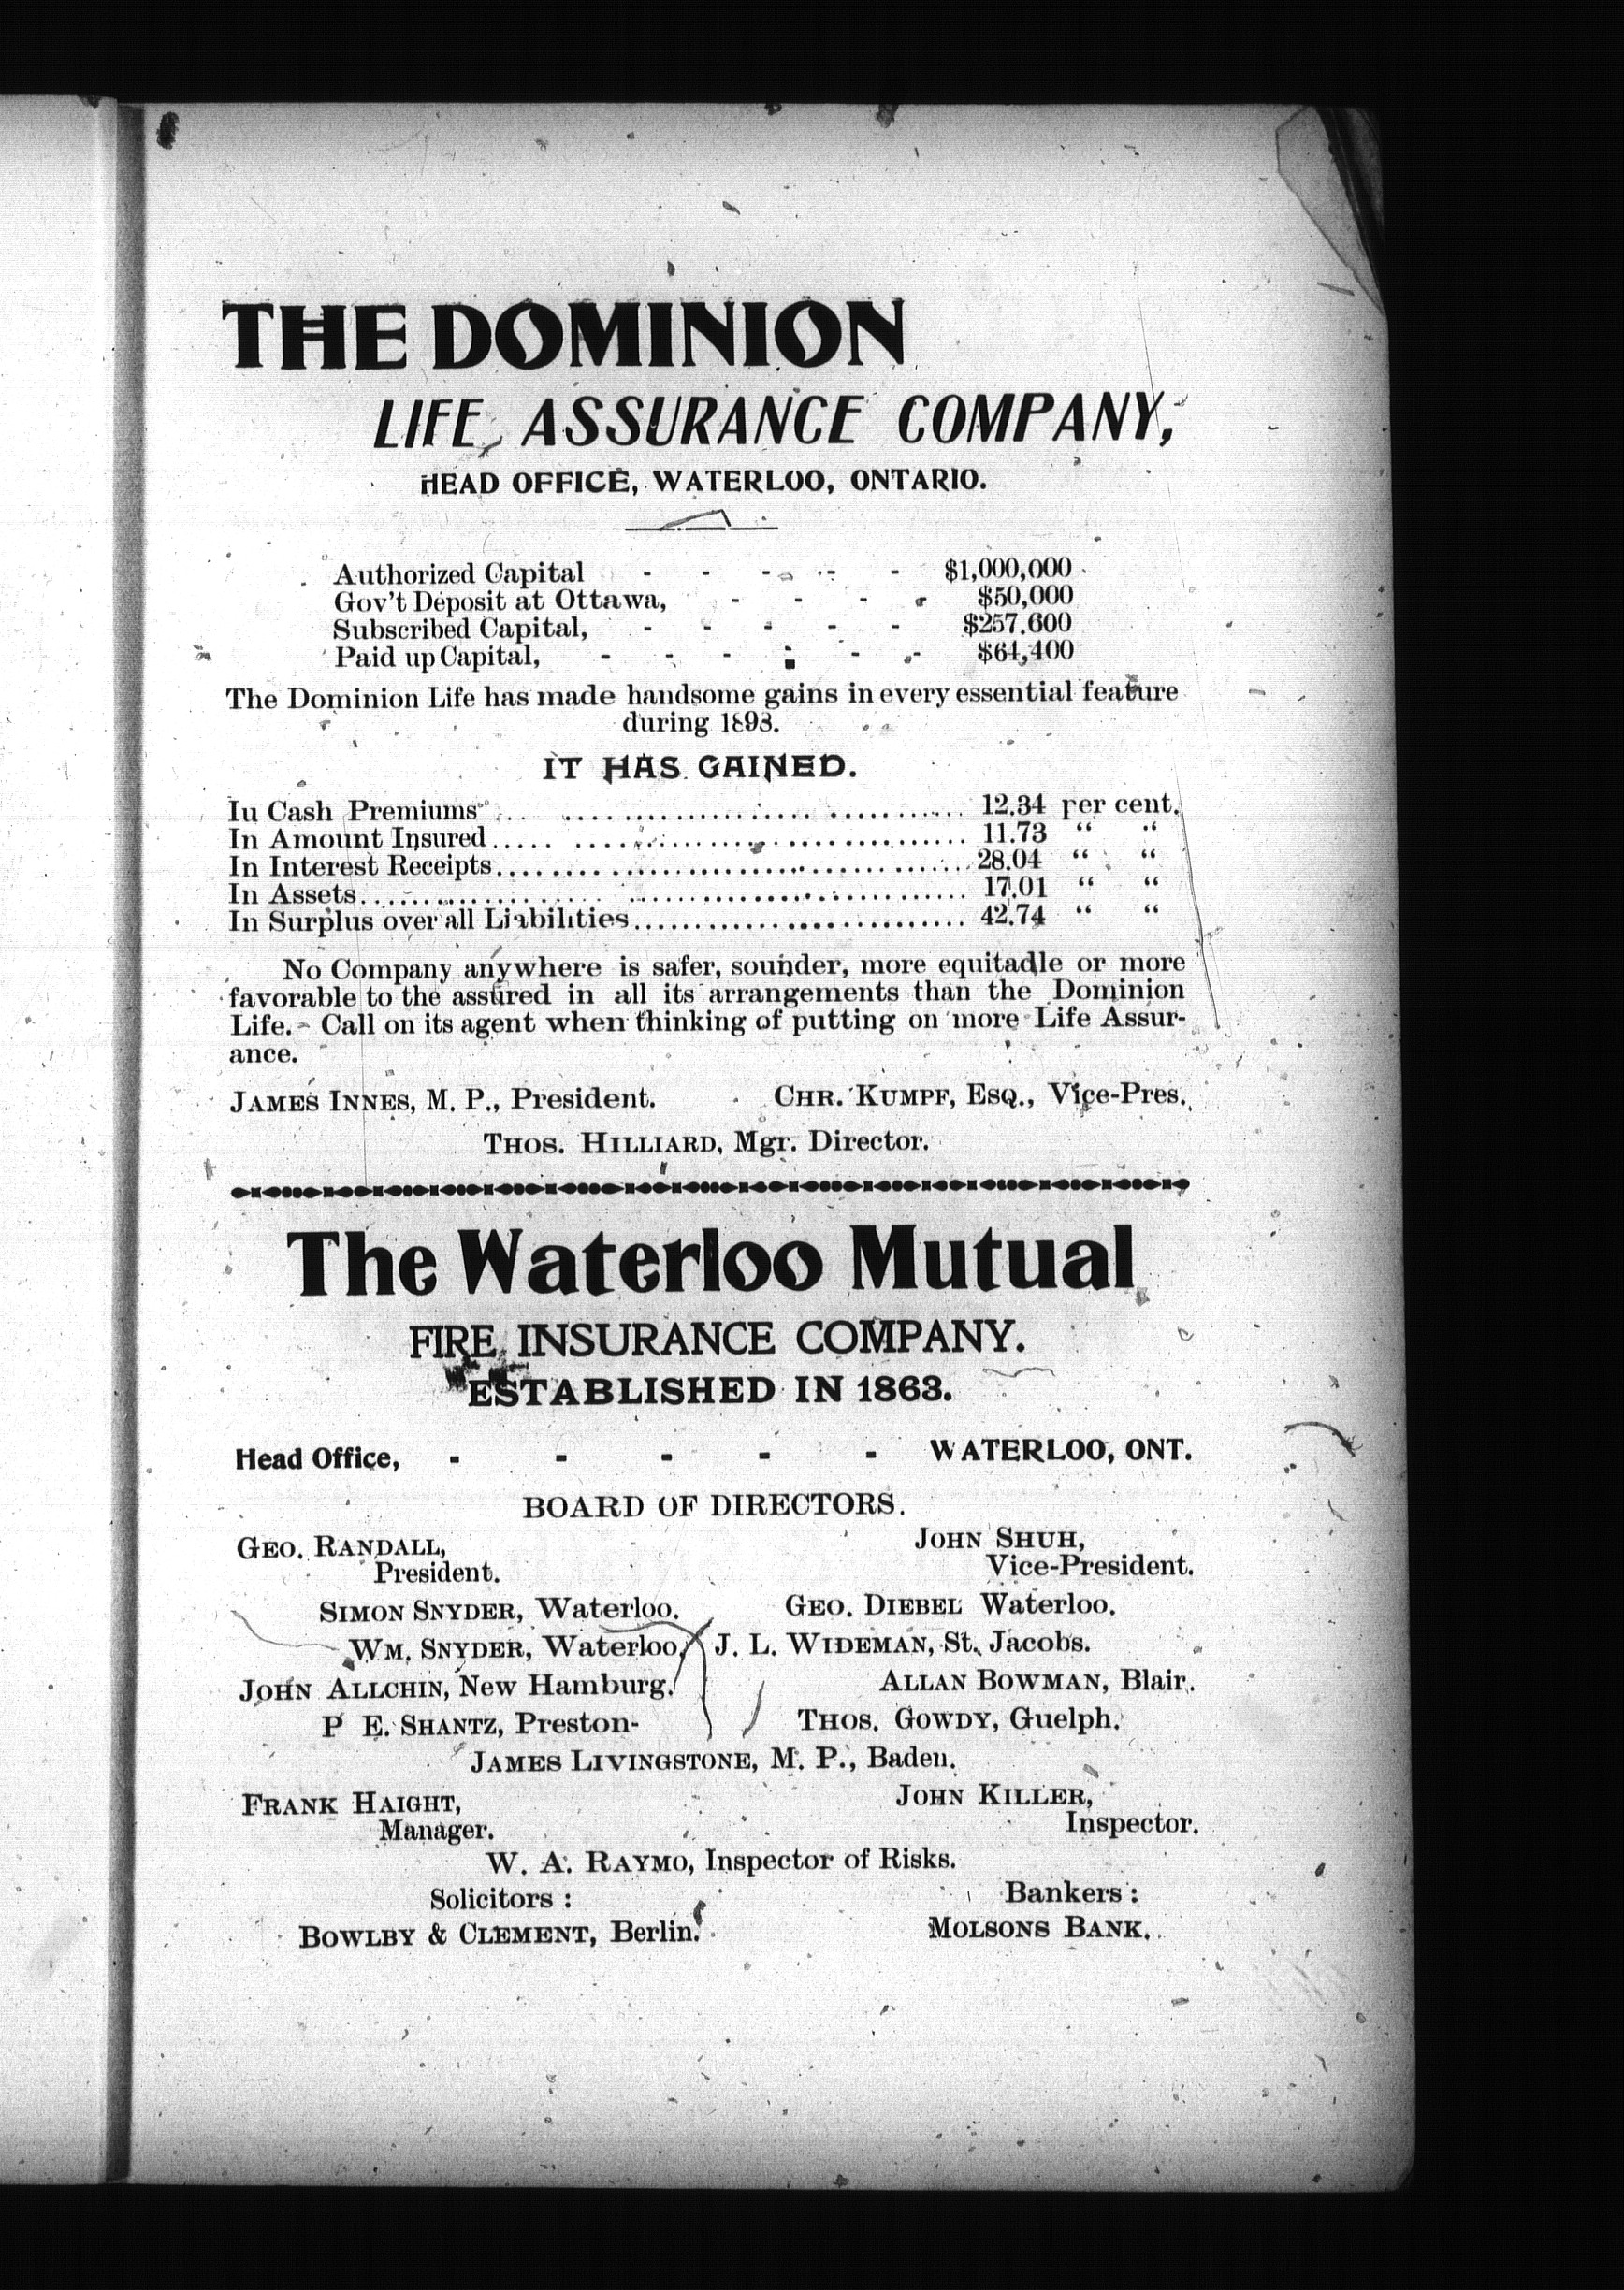 THE DOMINION
LIFE ASSURANCE COMPANY,
HEAD OFFICE, WATERLOO, ONTARIO.
Authorized Capital - - - - - $1,000,000
Gov't Deposit at Ottawa, - - - - $50,000
Subscribed Capital, - - - - - $257.600
Paid up Capital, - - - - - - $64,400
The Dominion Life has made handsome gains in every essential feature
during 1893.
IT HAS GAINED.
Iu Cash Premiums .......................... 12.34 per cent.
In Amount Insured .......................... 11.73 “ “
In Interest Receipts .......................... 28.04 “ “
In Assets .......................... 17.01 “ “
In Surplus over all Liabilities .......................... 42.74 “ “
No Company anywhere is safer, sounder, more equitadle or more
favorable to the assured in all its arrangements than the Dominion
Life. - Call on its agent when thinking of putting on more Life Assur-
ance.
JAMES INNES, M. P., President. CHR. KUMPF, ESQ., Vice-Pres.
THOS. HILLIARD, Mgr. Director.
The Waterloo Mutual
FIRE INSURANCE COMPANY.
ESTABLISHED IN 1863.
Head Office, - - - - - WATERLOO, ONT.
BOARD OF DIRECTORS.
GEO. RANDALL, JOHN SHUH,
President. Vice-President.
SIMON SNYDER, Waterloo. GEO. DIEBEL Waterloo.
WM. SNYDER, Waterloo, J. L. WIDEMAN, St. Jacobs.
JOHN ALLCHIN, New Hamburg. ALLAN BOWMAN, Blair.
P E. SHANTZ, Preston- THOS. GOWDY, Guelph.
JAMES LIVINGSTONE, M. P., Baden.
FRANK HAIGHT, JOHN KILLER,
Manager. Inspector.
W. A. RAYMO, Inspector of Risks.
Solicitors : Bankers :
BOWLBY & CLEMENT, Berlin. MOLSONS BANK.